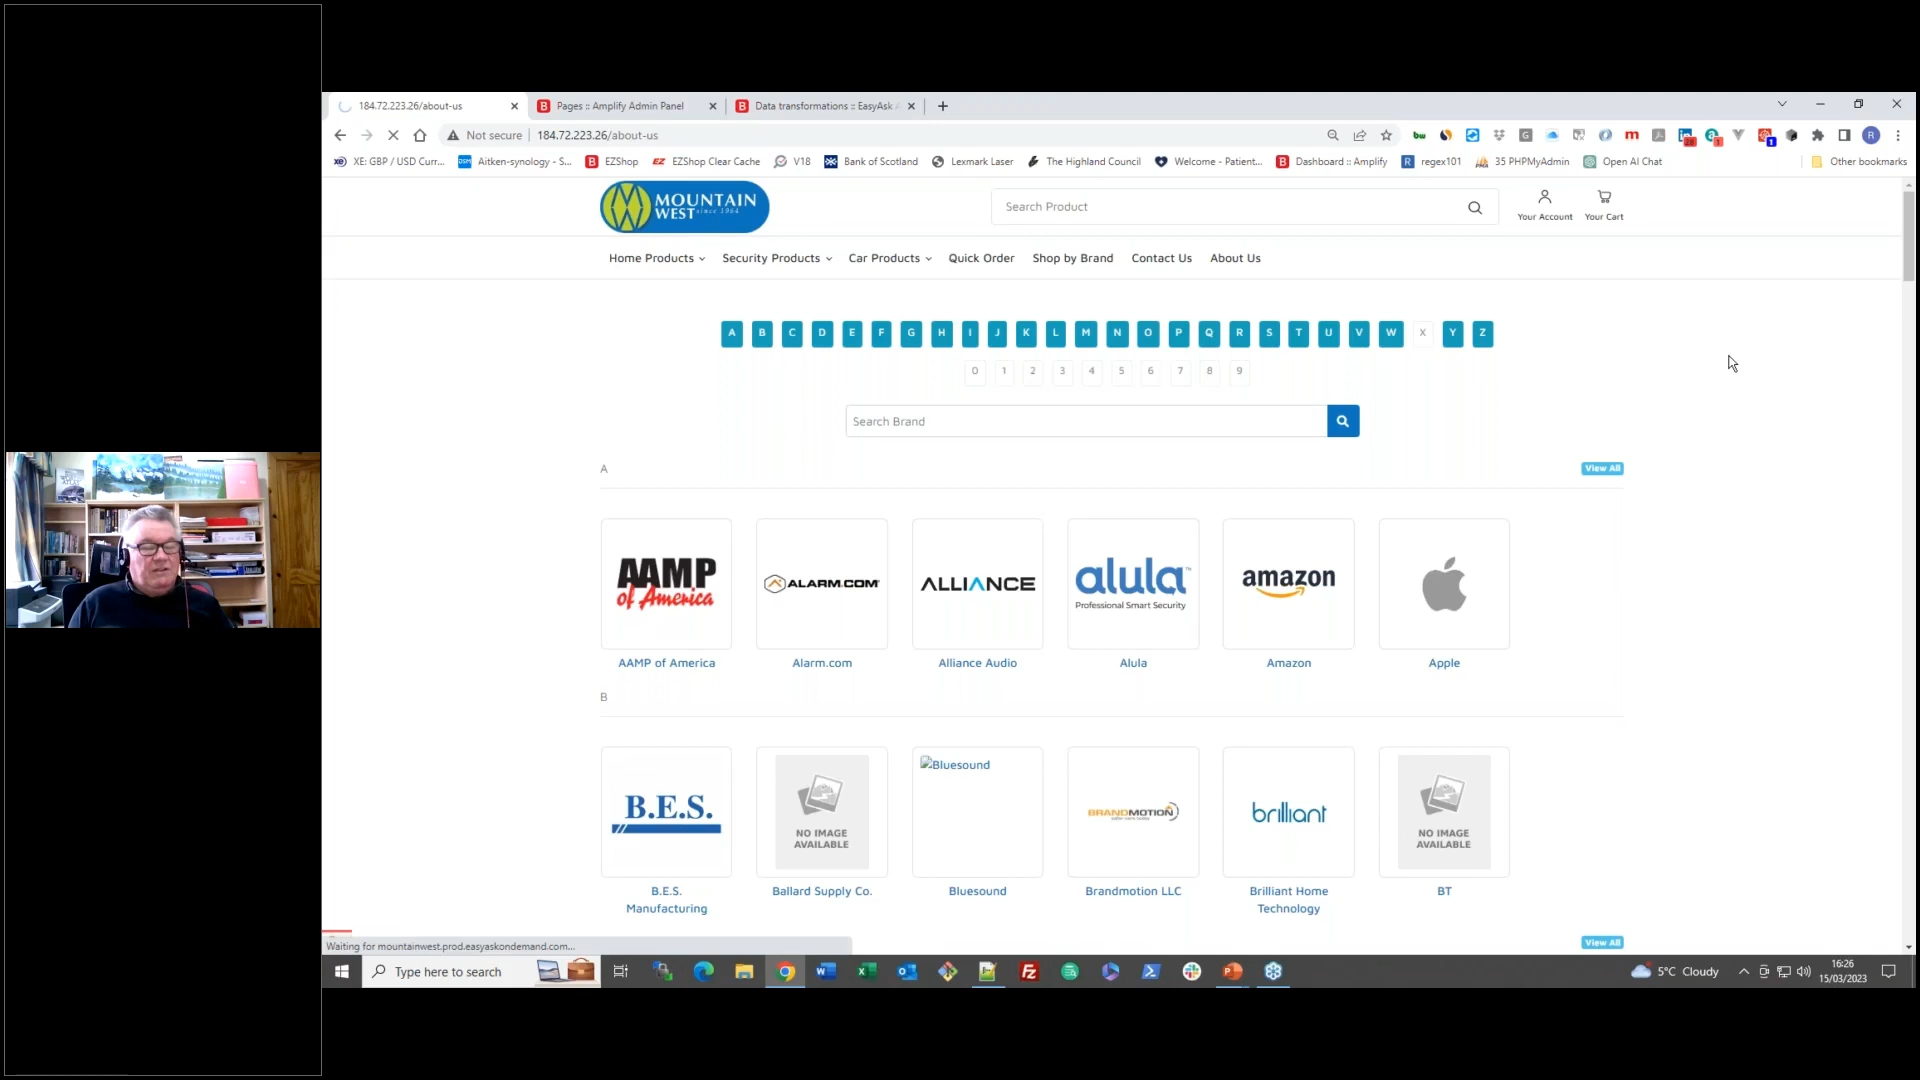 184.72.223.26/about-us
Pages :: Amplify Admin Panel
Data transformations :: EasyAsk
Not secure
184.72.223.26/about-us
XE: GBP / USD Curr...
Aitken-synology - S...
EZShop
EZShop Clear Cache
V18
Bank of Scotland
Lexmark Laser
The Highland Council
Welcome - Patient...
Dashboard :: Amplify
regex101
35 PHPMyAdmin
Open AI Chat
Other bookmarks
MOUNTAIN
WEST since 1964
Search Product
Your Account
Your Cart
Home Products
Security Products
Car Products
Quick Order
Shop by Brand
Contact Us
About Us
A B C D E F G H I J K L M N O P Q R S T U V W X Y Z
0 1 2 3 4 5 6 7 8 9
Search Brand
A
View All
AAMP
of America
ALARM.COM
ALLIANCE
alula
Professional Smart Security
amazon
AAMP of America
Alarm.com
Alliance Audio
Alula
Amazon
Apple
B
B.E.S.
NO IMAGE
AVAILABLE
Bluesound
BRANDMOTION
brilliant
NO IMAGE
AVAILABLE
B.E.S.
Manufacturing
Ballard Supply Co.
Bluesound
Brandmotion LLC
Brilliant Home
Technology
BT
View All
Waiting for mountainwest.prod.easyaskondemand.com...
Type here to search
5°C Cloudy
16:26
15/03/2023